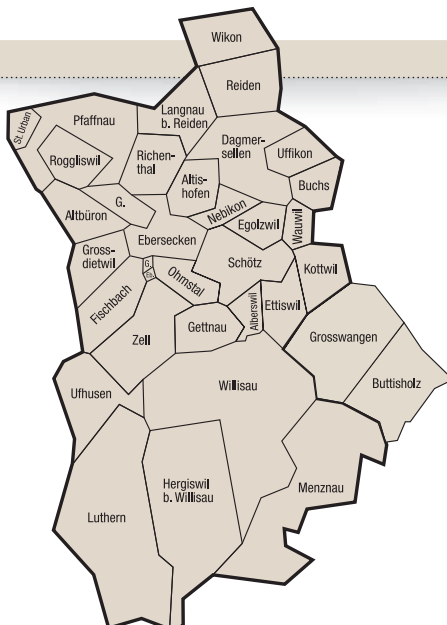 Wikon
Reiden
Langnau
b. Reiden
Pfaffnau
St. Urban
Dagmer-
sellen
Uffikon
Roggliswil
Richen-
thal
Altis-
hofen
Buchs
G.
Nebikon
Altbüron
Egolzwil
Wauwil
Ebersecken
Gross-
dietwil
Schötz
Kottwil
G.
Ohmstal
Fischbach
Alberswil
Ettiswil
Gettnau
Zell
Grosswangen
Buttisholz
Willisau
Ufhusen
Hergiswil
b. Willisau
Menznau
Luthern